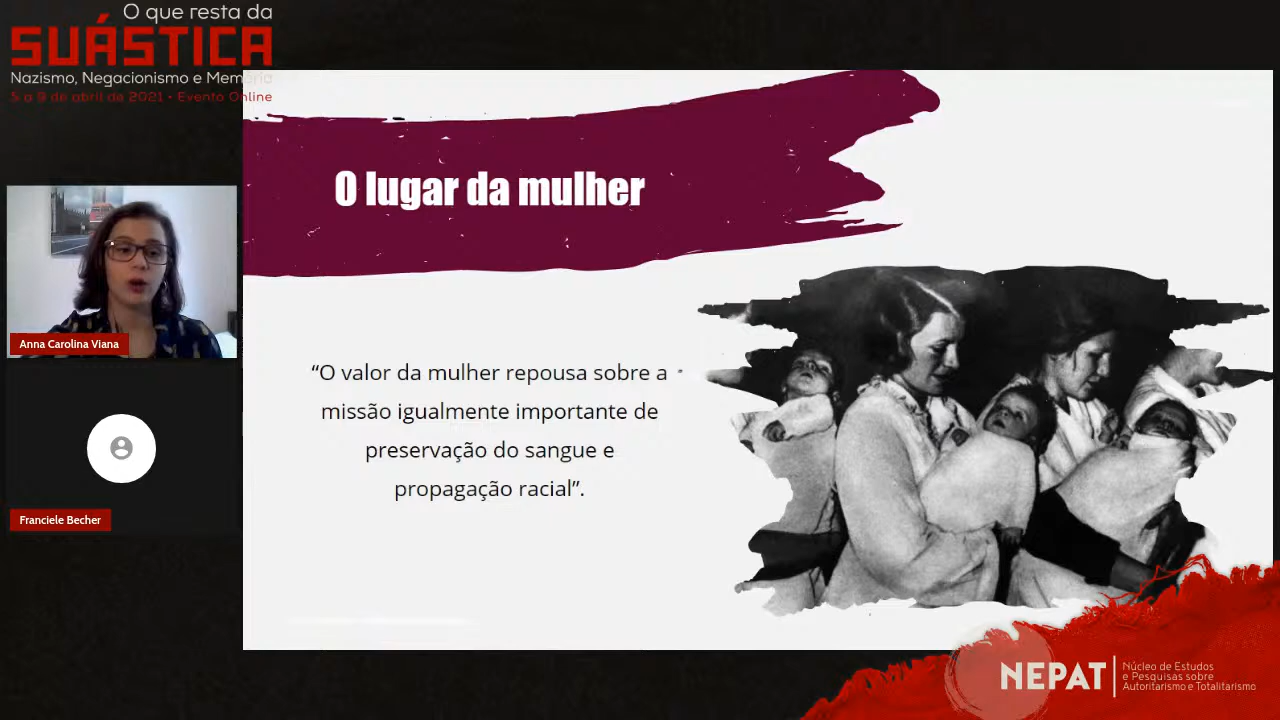 O que resta da
SUÁSTICA
Nazismo, Negacionismo e Memória
5 a 9 de abril de 2021 • Evento Online
O lugar da mulher
Anna Carolina Viana
“O valor da mulher repousa sobre a
missão igualmente importante de
preservação do sangue e
propagação racial”.
Franciele Becher
NEPAT
Núcleo de Estudos
e Pesquisas sobre
Autoritarismo e Totalitarismo